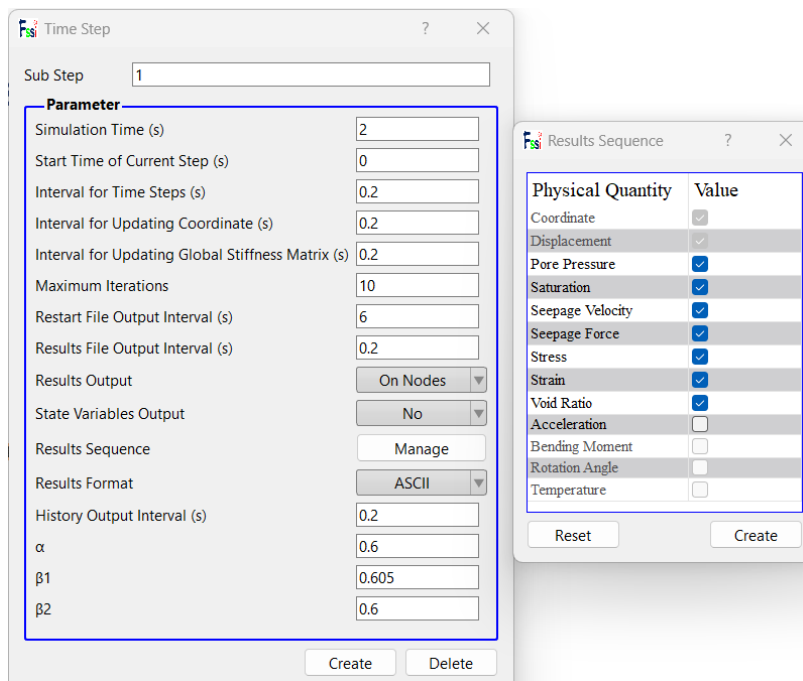 Fssi Time Step ? ×
Sub Step 1
Parameter
Simulation Time (s) 2
Start Time of Current Step (s) 0
Interval for Time Steps (s) 0.2
Interval for Updating Coordinate (s) 0.2
Interval for Updating Global Stiffness Matrix (s) 0.2
Maximum Iterations 10
Restart File Output Interval (s) 6
Results File Output Interval (s) 0.2
Results Output On Nodes
State Variables Output No
Results Sequence Manage
Results Format ASCII
History Output Interval (s) 0.2
α 0.6
β1 0.605
β2 0.6
Create Delete
Fssi Results Sequence ? ×
Physical Quantity Value
Coordinate
Displacement
Pore Pressure
Saturation
Seepage Velocity
Seepage Force
Stress
Strain
Void Ratio
Acceleration
Bending Moment
Rotation Angle
Temperature
Reset Create